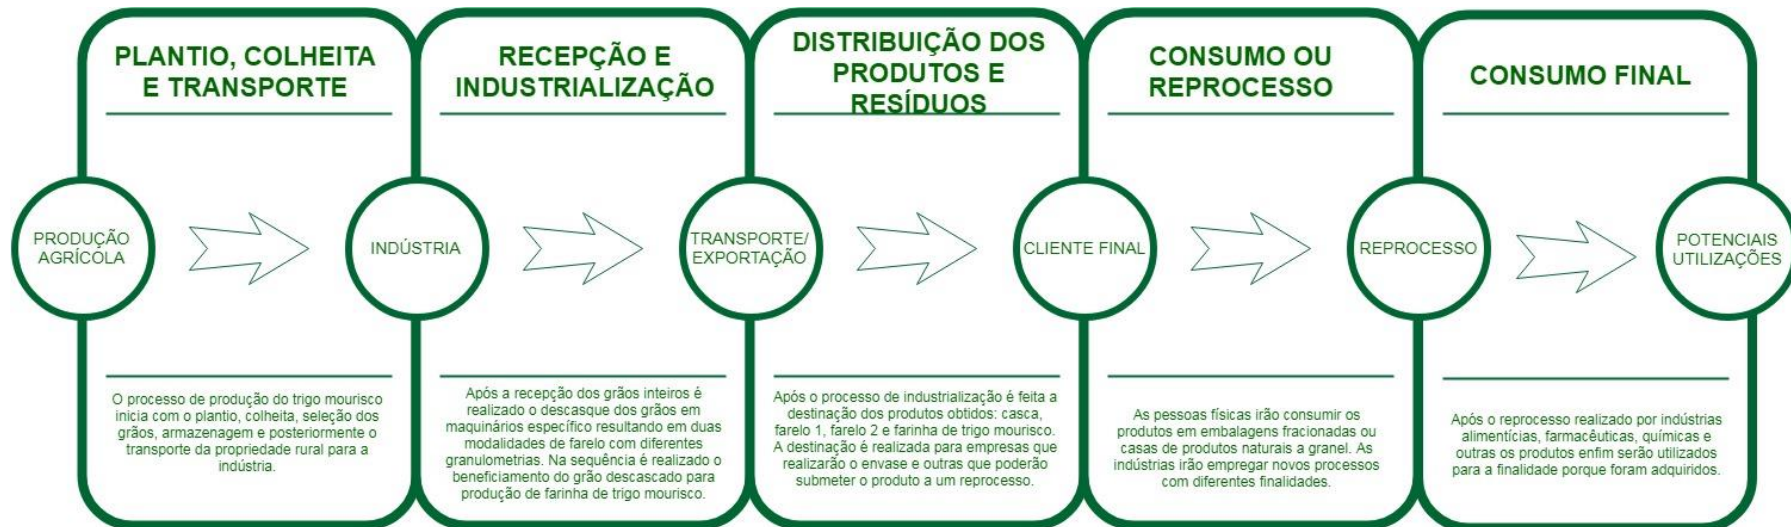 PLANTIO, COLHEITA
E TRANSPORTE
RECEPÇÃO E
INDUSTRIALIZAÇÃO
DISTRIBUIÇÃO DOS
PRODUTOS E
RESÍDUOS
CONSUMO OU
REPROCESSO
CONSUMO FINAL
PRODUÇÃO
AGRÍCOLA
INDÚSTRIA
TRANSPORTE/
EXPORTAÇÃO
CLIENTE FINAL
REPROCESSO
POTENCIAIS
UTILIZAÇÕES
O processo de produção do trigo mourisco
inicia com o plantio, colheita, seleção dos
grãos, armazenagem e posteriormente o
transporte da propriedade rural para a
indústria.
Após a recepção dos grãos inteiros é
realizado o descasque dos grãos em
maquinários específico resultando em duas
modalidades de farelo com diferentes
granulometrias. Na sequência é realizado o
beneficiamento do grão descascado para
produção de farinha de trigo mourisco.
Após o processo de industrialização é feita a
destinação dos produtos obtidos: casca,
farelo 1, farelo 2 e farinha de trigo mourisco.
A destinação é realizada para empresas que
realizarão o envase e outras que poderão
submeter o produto a um reprocesso.
As pessoas físicas irão consumir os
produtos em embalagens fracionadas ou
casas de produtos naturais a granel. As
indústrias irão empregar novos processos
com diferentes finalidades.
Após o reprocesso realizado por indústrias
alimentícias, farmacêuticas, químicas e
outras os produtos enfim serão utilizados
para a finalidade porque foram adquiridos.